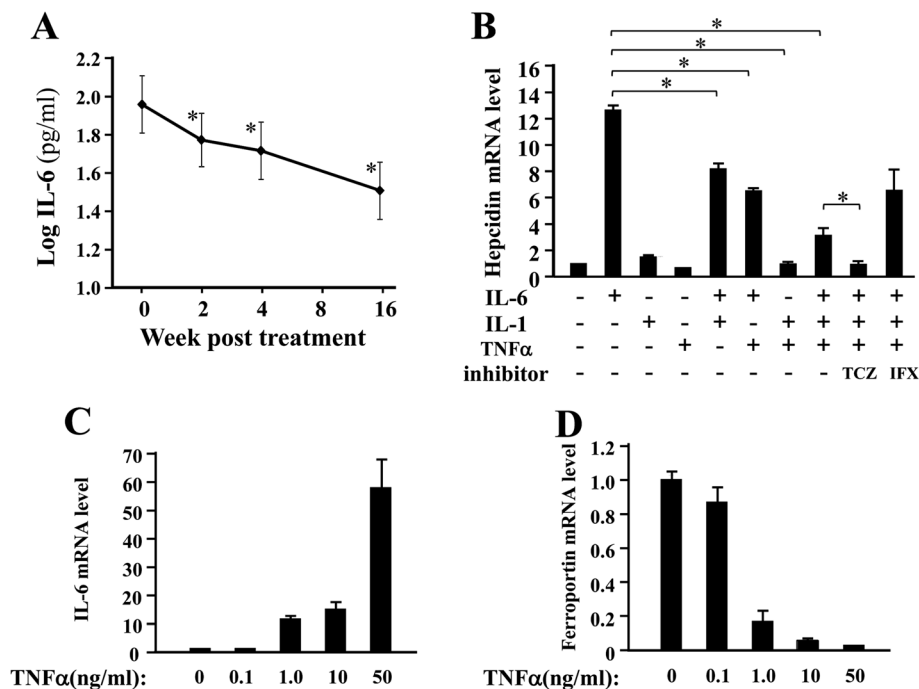 A
Log IL-6 (pg/ml)
2.2
2.0
1.8
1.6
1.4
1.2
1.0
* * *
0 2 4 8 16
Week post treatment
B
Hepcidin mRNA level
14
12
10
8
6
4
2
0
*
*
*
*
*
IL-6 - + - - + + - + + +
IL-1 - - + - + - + + + +
TNFα - - - + - + + + + +
inhibitor - - - - - - - - TCZ IFX
C
IL-6 mRNA level
70
60
50
40
30
20
10
0
TNFα(ng/ml): 0 0.1 1.0 10 50
D
Ferroportin mRNA level
1.2
1.0
0.8
0.6
0.4
0.2
0
TNFα(ng/ml): 0 0.1 1.0 10 50